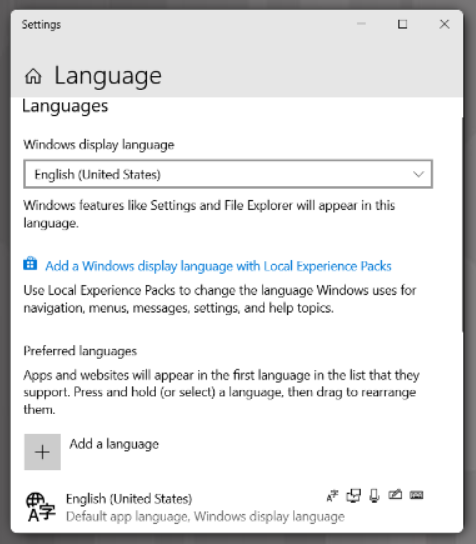 Settings
Language
Languages
Windows display language
English (United States)
Windows features like Settings and File Explorer will appear in this
language.
Add a Windows display language with Local Experience Packs
Use Local Experience Packs to change the language Windows uses for
navigation, menus, messages, settings, and help topics.
Preferred languages
Apps and websites will appear in the first language in the list that they
support. Press and hold (or select) a language, then drag to rearrange
them.
Add a language
English (United States)
Default app language, Windows display language